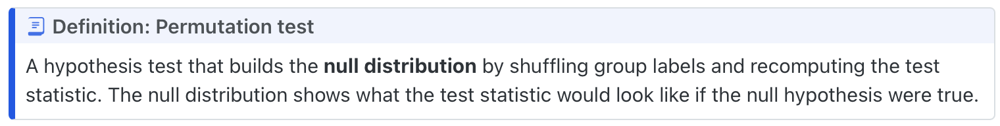 Definition: Permutation test
A hypothesis test that builds the null distribution by shuffling group labels and recomputing the test
statistic. The null distribution shows what the test statistic would look like if the null hypothesis were true.